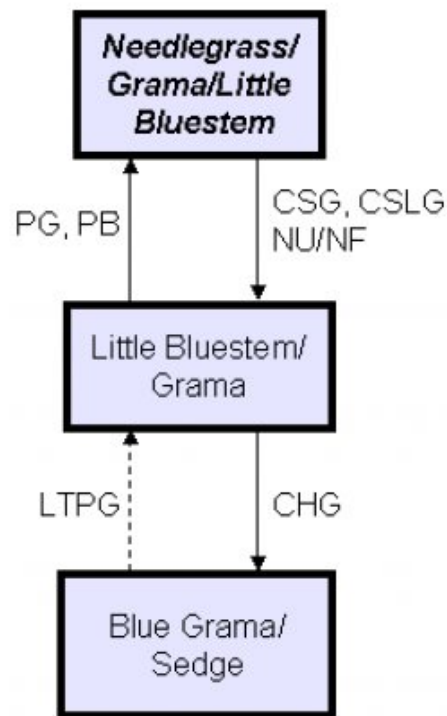 Needlegrass/
Grama/Little
Bluestem
PG, PB
CSG, CSLG
NU/NF
Little Bluestem/
Grama
LTPG
CHG
Blue Grama/
Sedge